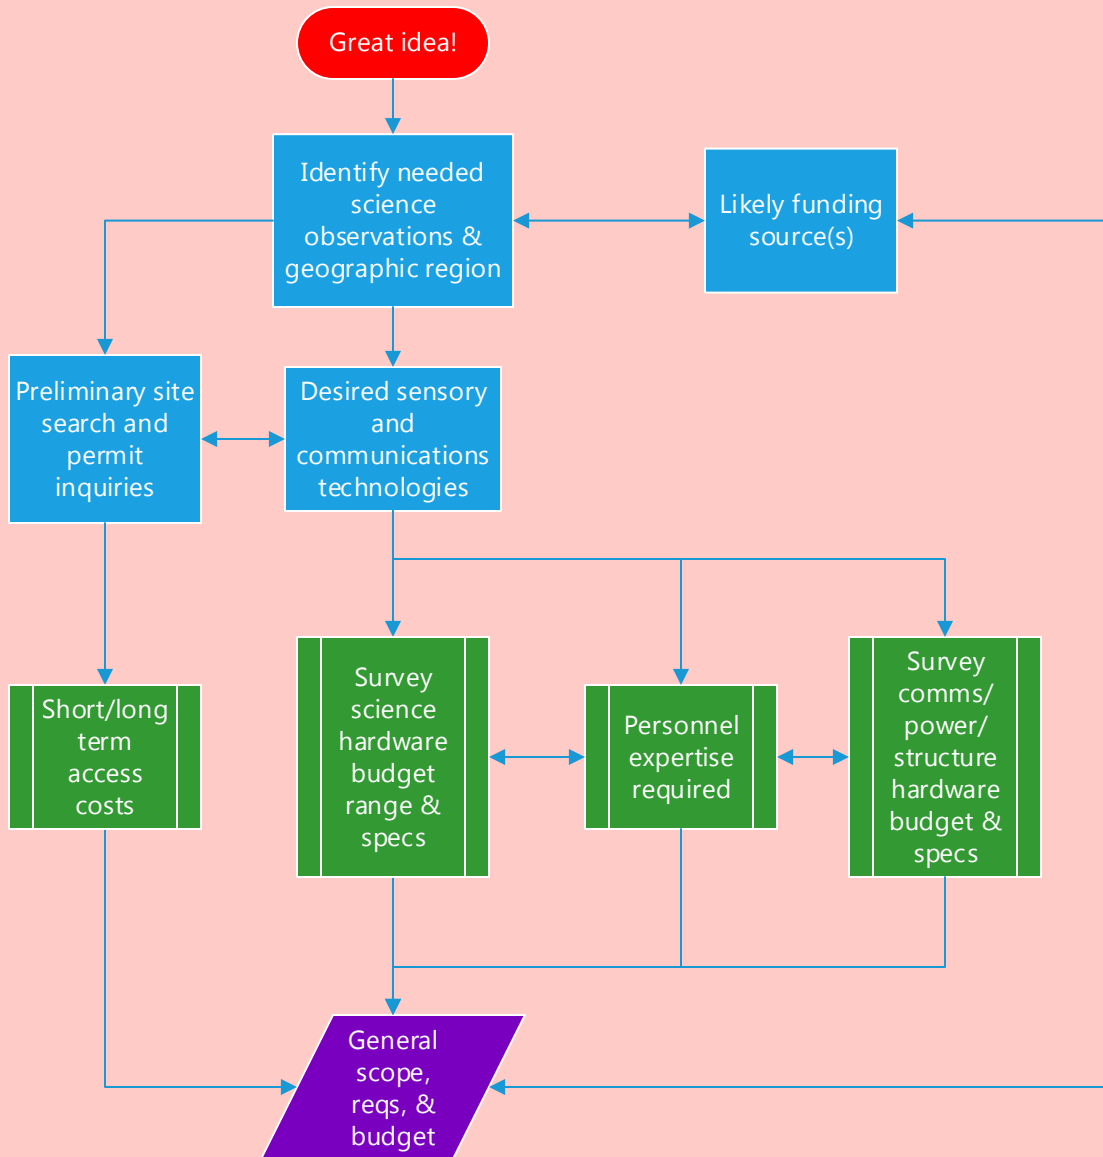 Great idea!
Identify needed
science
observations &
geographic region
Likely funding
source(s)
Preliminary site
search and
permit
inquiries
Desired sensory
and
communications
technologies
Short/long
term
access
costs
Survey
science
hardware
budget
range &
specs
Personnel
expertise
required
Survey
comms/
power/
structure
hardware
budget &
specs
General
scope,
reqs, &
budget